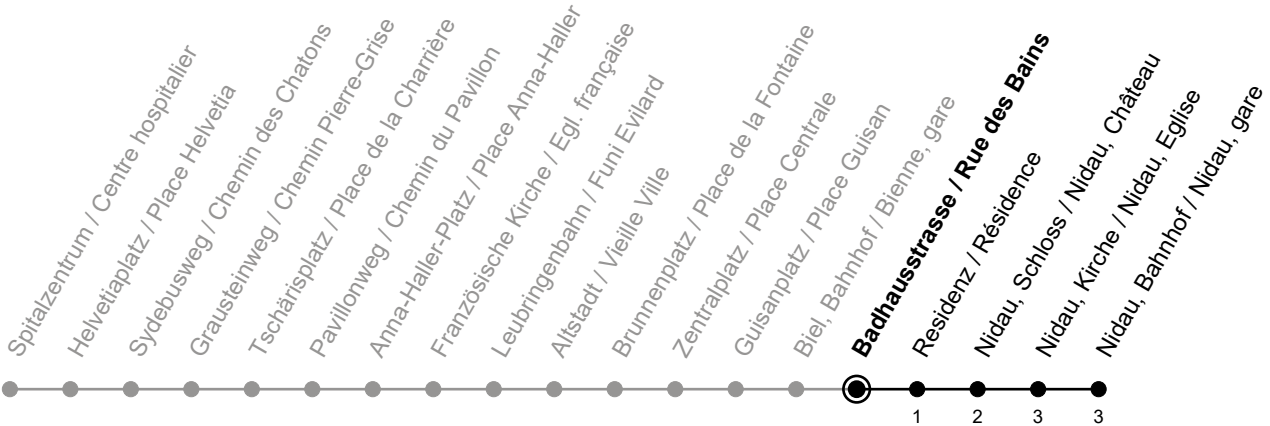 Spitalzentrum / Centre hospitalier
Helvetiaplatz / Place Helvetia
Sydebusweg / Chemin des Chatons
Grausteinweg / Chemin Pierre-Grise
Tschärisplatz / Place de la Charrière
Pavillonweg / Chemin du Pavillon
Anna-Haller-Platz / Place Anna-Haller
Französische Kirche / Egl. française
Leubringenbahn / Funi Evilard
Altstadt / Vieille Ville
Brunnenplatz / Place de la Fontaine
Zentralplatz / Place Centrale
Guisanplatz / Place Guisan
Biel, Bahnhof / Bienne, gare
Badhausstrasse / Rue des Bains
Residenz / Résidence
Nidau, Schloss / Nidau, Château
Nidau, Kirche / Nidau, Eglise
Nidau, Bahnhof / Nidau, gare
1 2 3 3